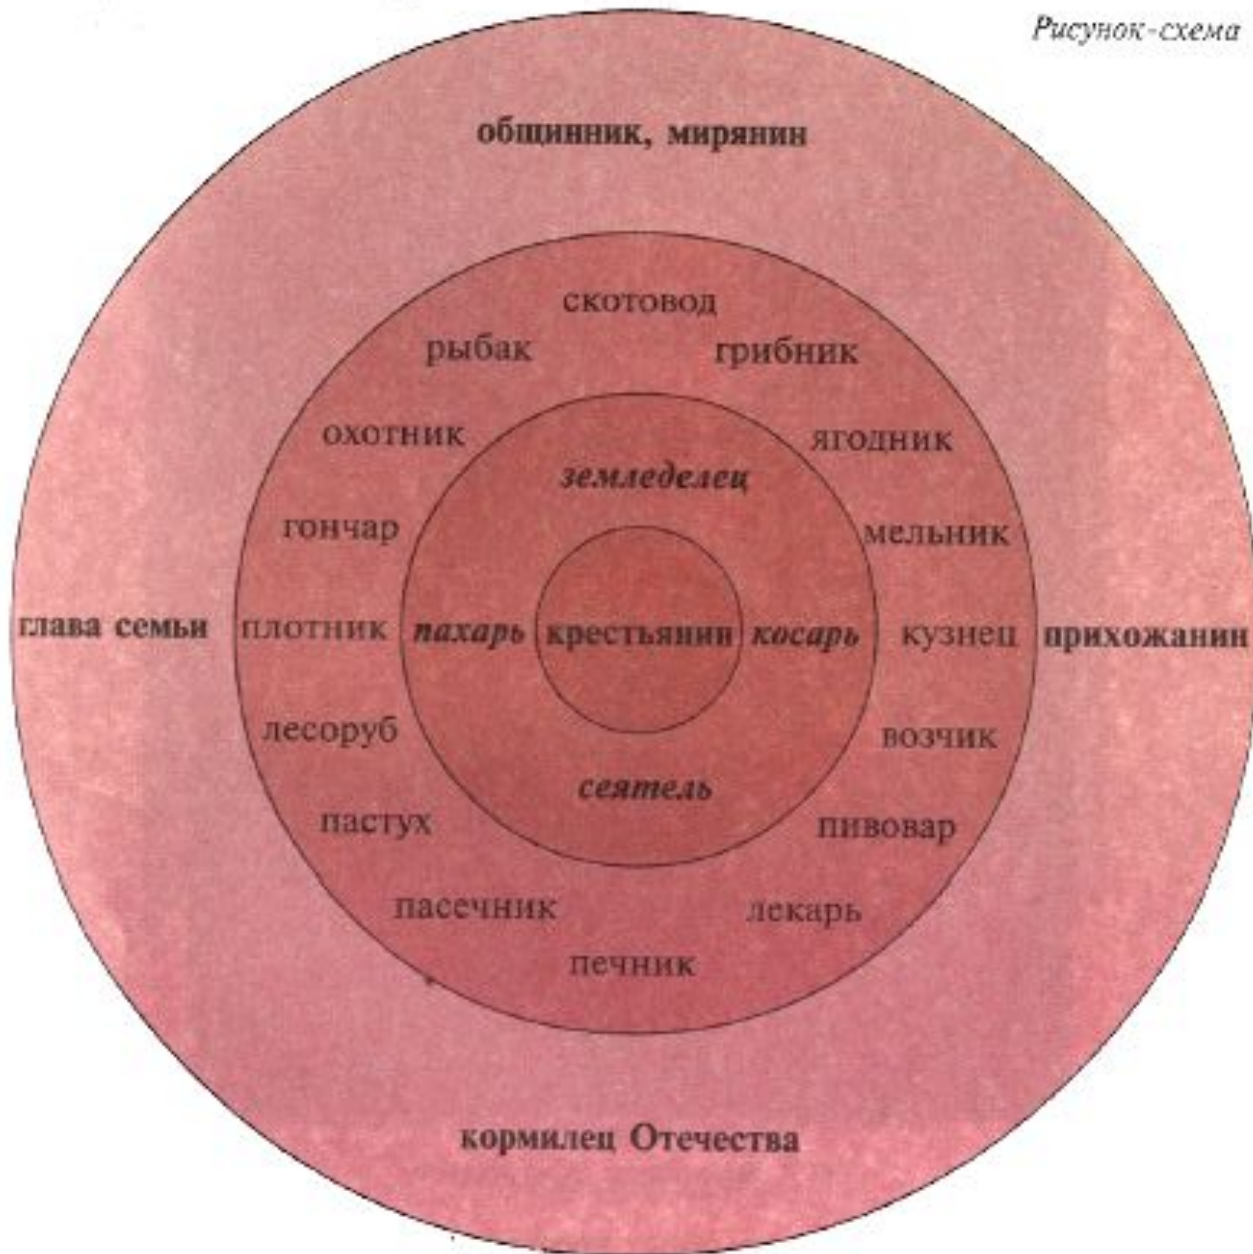 Рисунок-схема
общинник, мирянин
скотовод
рыбак грибник
охотник ягодник
земледелец
гончар мельник
глава семьи плотник пахарь крестьянин косарь кузнец прихожанин
лесоруб возчик
сеятель
пастух пивовар
пасечник лекарь
печник
кормилец Отечества